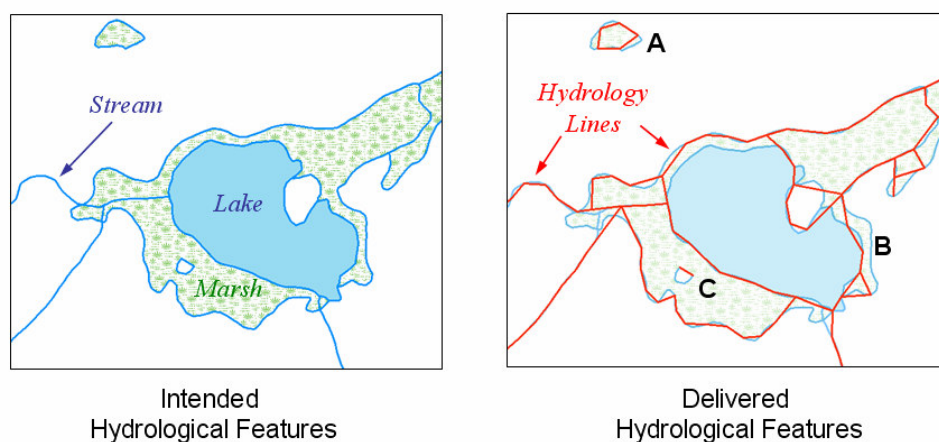 Stream
Lake
Marsh
Intended
Hydrological Features
A
Hydrology
Lines
B
C
Delivered
Hydrological Features